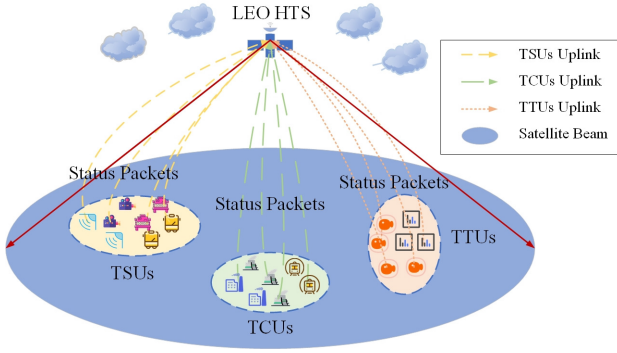 LEO HTS
TSUs Uplink
TCUs Uplink
TTUs Uplink
Satellite Beam
Status Packets
Status Packets
Status Packets
TSUs
TCUs
TTUs